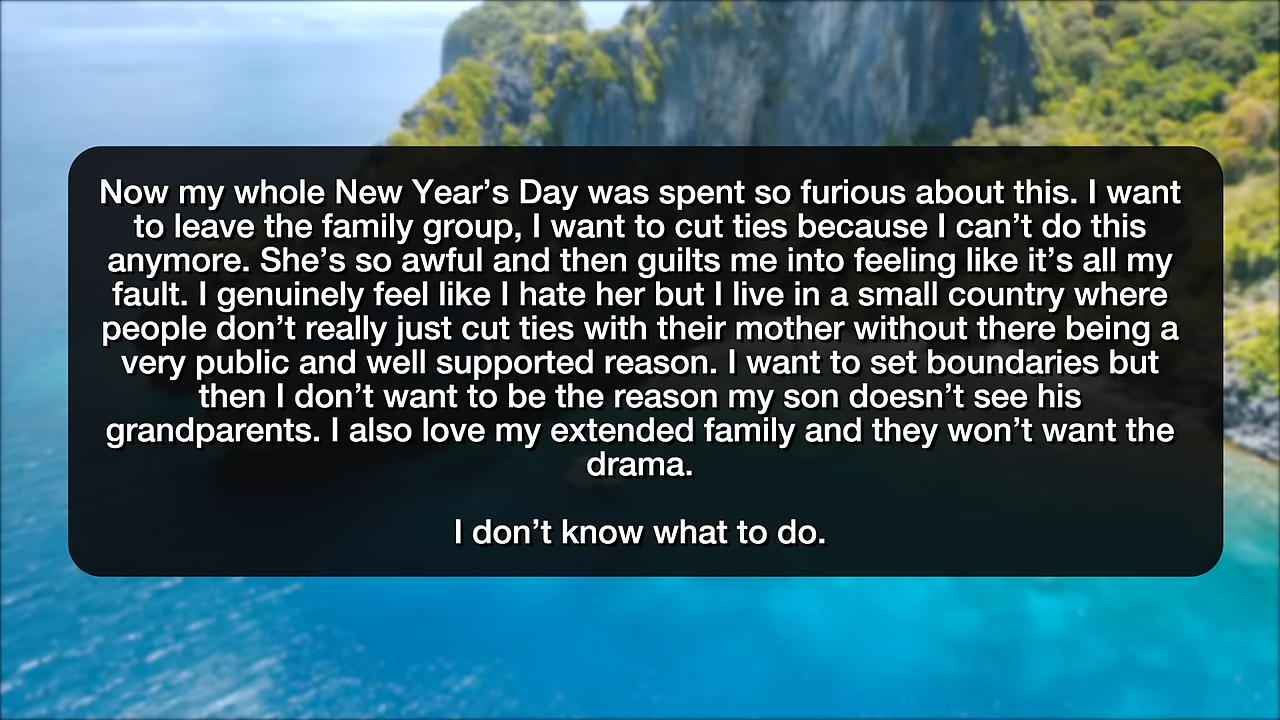 Now my whole New Year’s Day was spent so furious about this. I want
to leave the family group, I want to cut ties because I can’t do this
anymore. She’s so awful and then guilts me into feeling like it’s all my
fault. I genuinely feel like I hate her but I live in a small country where
people don’t really just cut ties with their mother without there being a
very public and well supported reason. I want to set boundaries but
then I don’t want to be the reason my son doesn’t see his
grandparents. I also love my extended family and they won’t want the
drama.
I don’t know what to do.